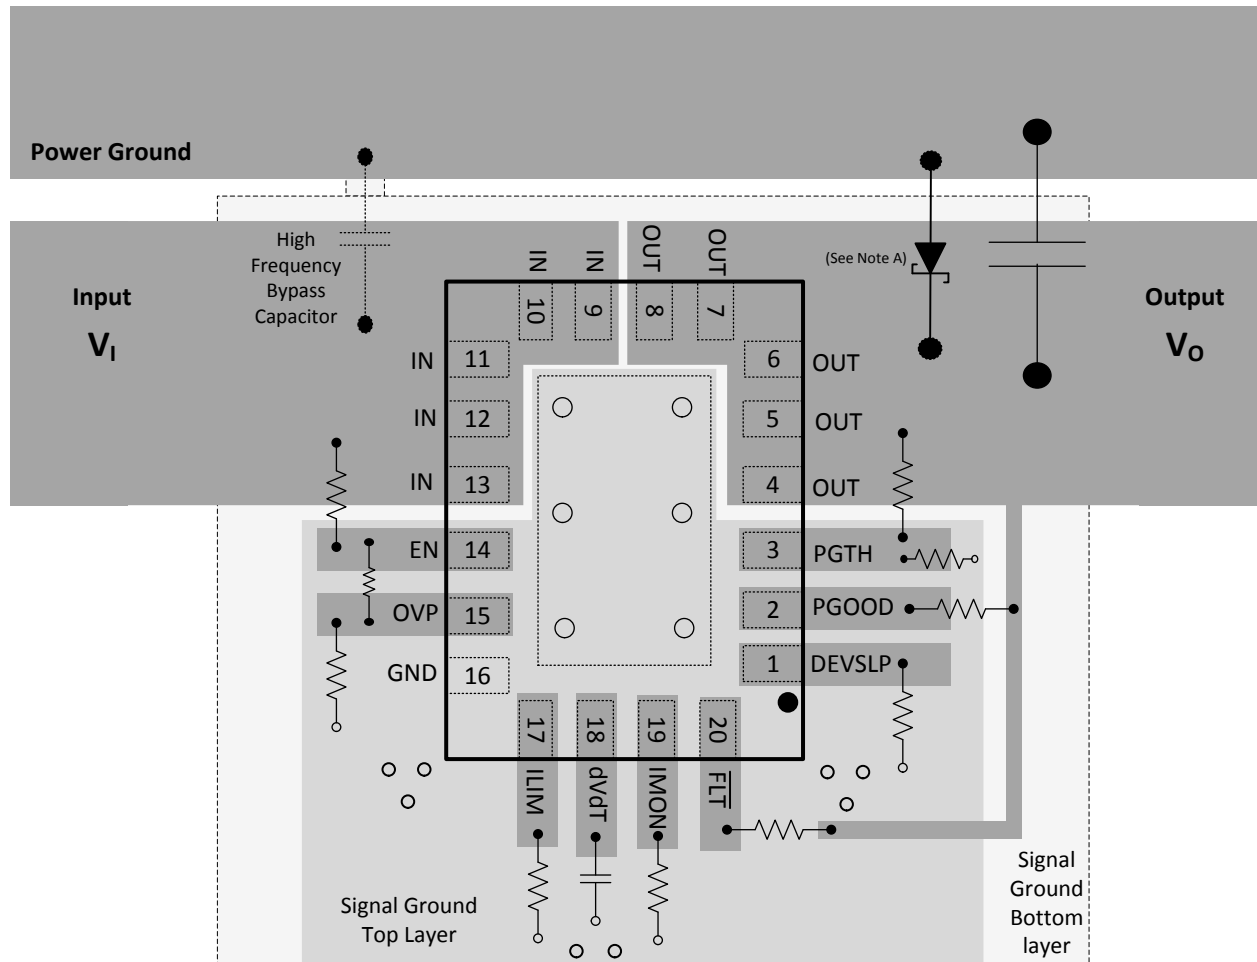 Power Ground
High
Frequency
Bypass
Capacitor
Input
VI
(See Note A)
Output
VO
IN
IN
OUT
OUT
10
9
8
7
IN
11
6
OUT
IN
12
5
OUT
IN
13
4
OUT
EN
14
3
PGTH
OVP
15
2
PGOOD
GND
16
1
DEVSLP
17
18
19
20
ILIM
dVdT
IMON
FLT
Signal Ground
Top Layer
Signal
Ground
Bottom
layer